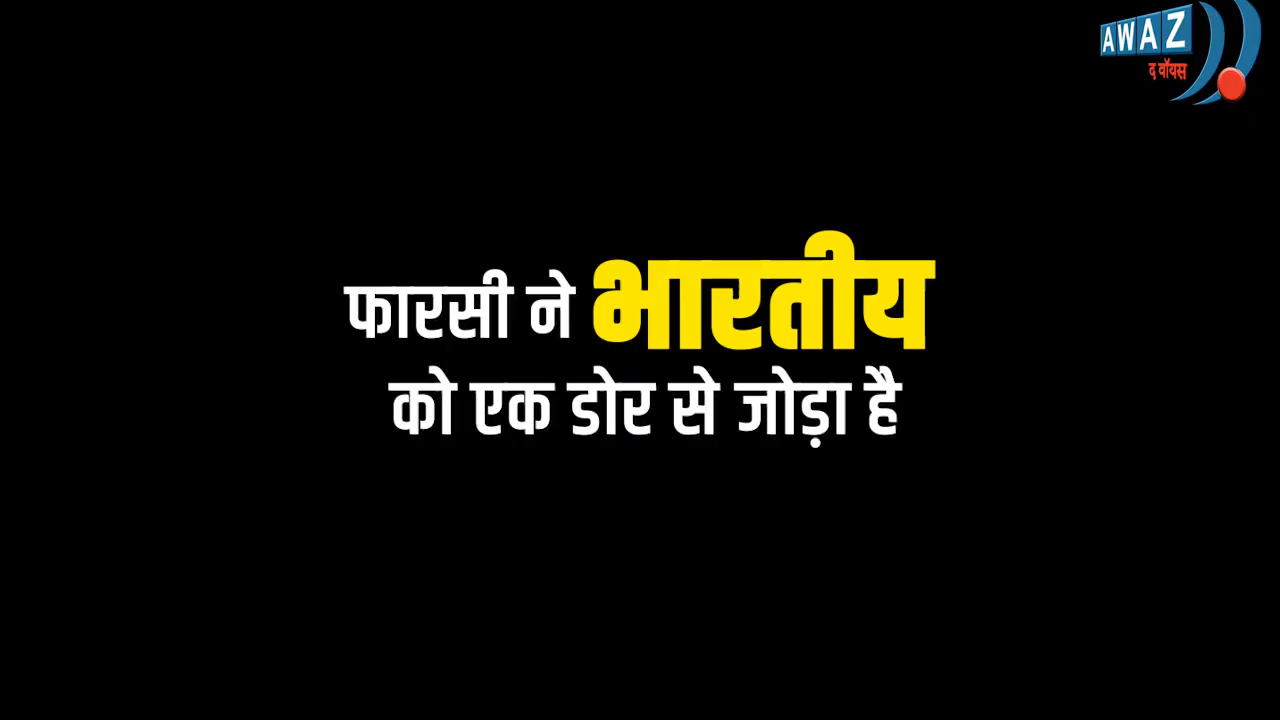 AWAZ
द वॉयस
फारसी ने भारतीय
को एक डोर से जोड़ा है